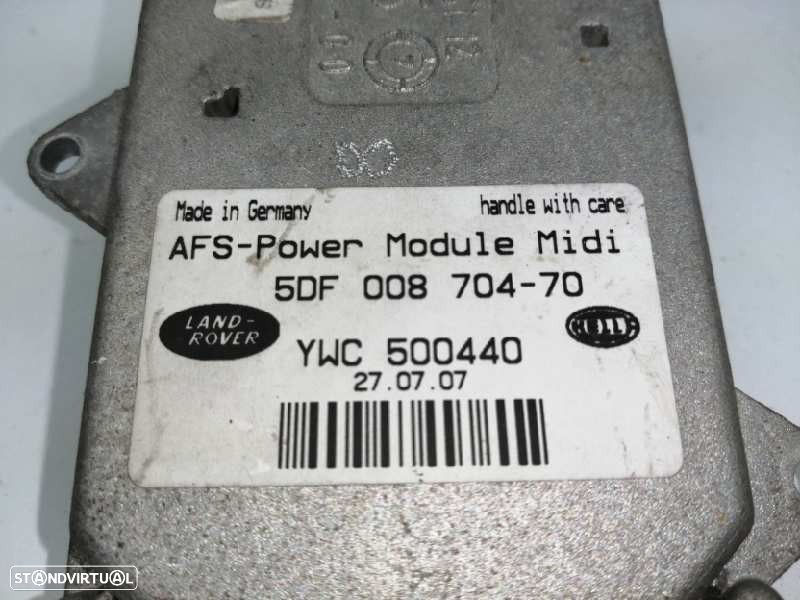 Made in Germany
handle with care
AFS-Power Module Midi
5DF 008 704-70
LAND-
ROVER
HELLA
YWC 500440
27.07.07
STANDVIRTUAL